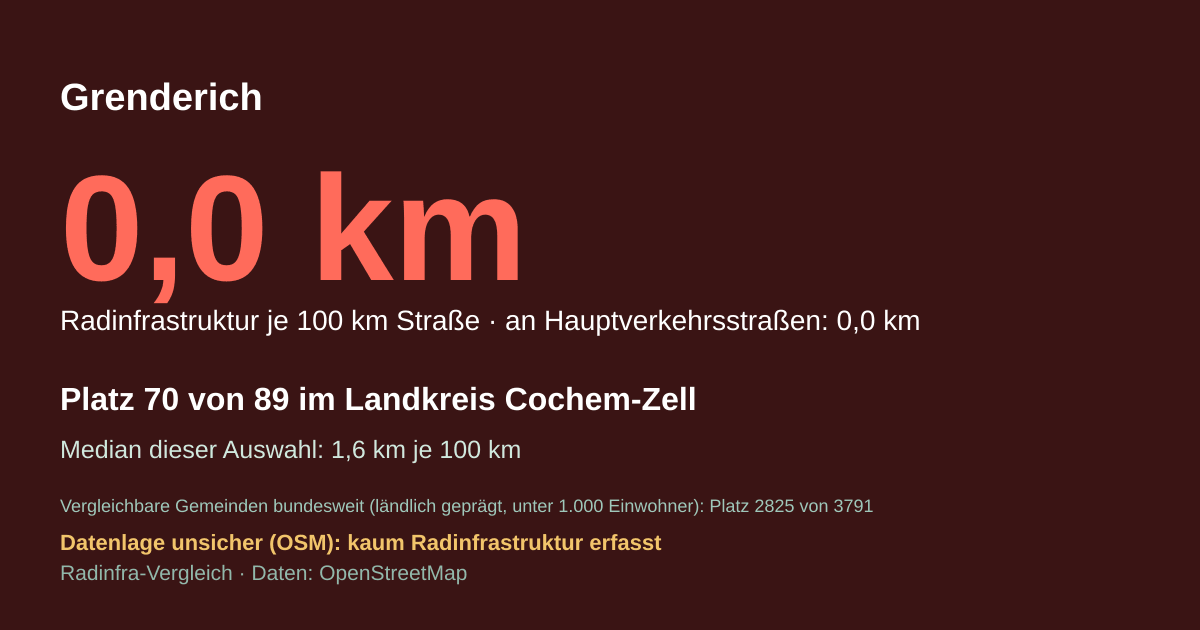 Grenderich
0,0 km
Radinfrastruktur je 100 km Straße · an Hauptverkehrsstraßen: 0,0 km
Platz 70 von 89 im Landkreis Cochem-Zell
Median dieser Auswahl: 1,6 km je 100 km
Vergleichbare Gemeinden bundesweit (ländlich geprägt, unter 1.000 Einwohner): Platz 2825 von 3791
Datenlage unsicher (OSM): kaum Radinfrastruktur erfasst
Radinfra-Vergleich · Daten: OpenStreetMap